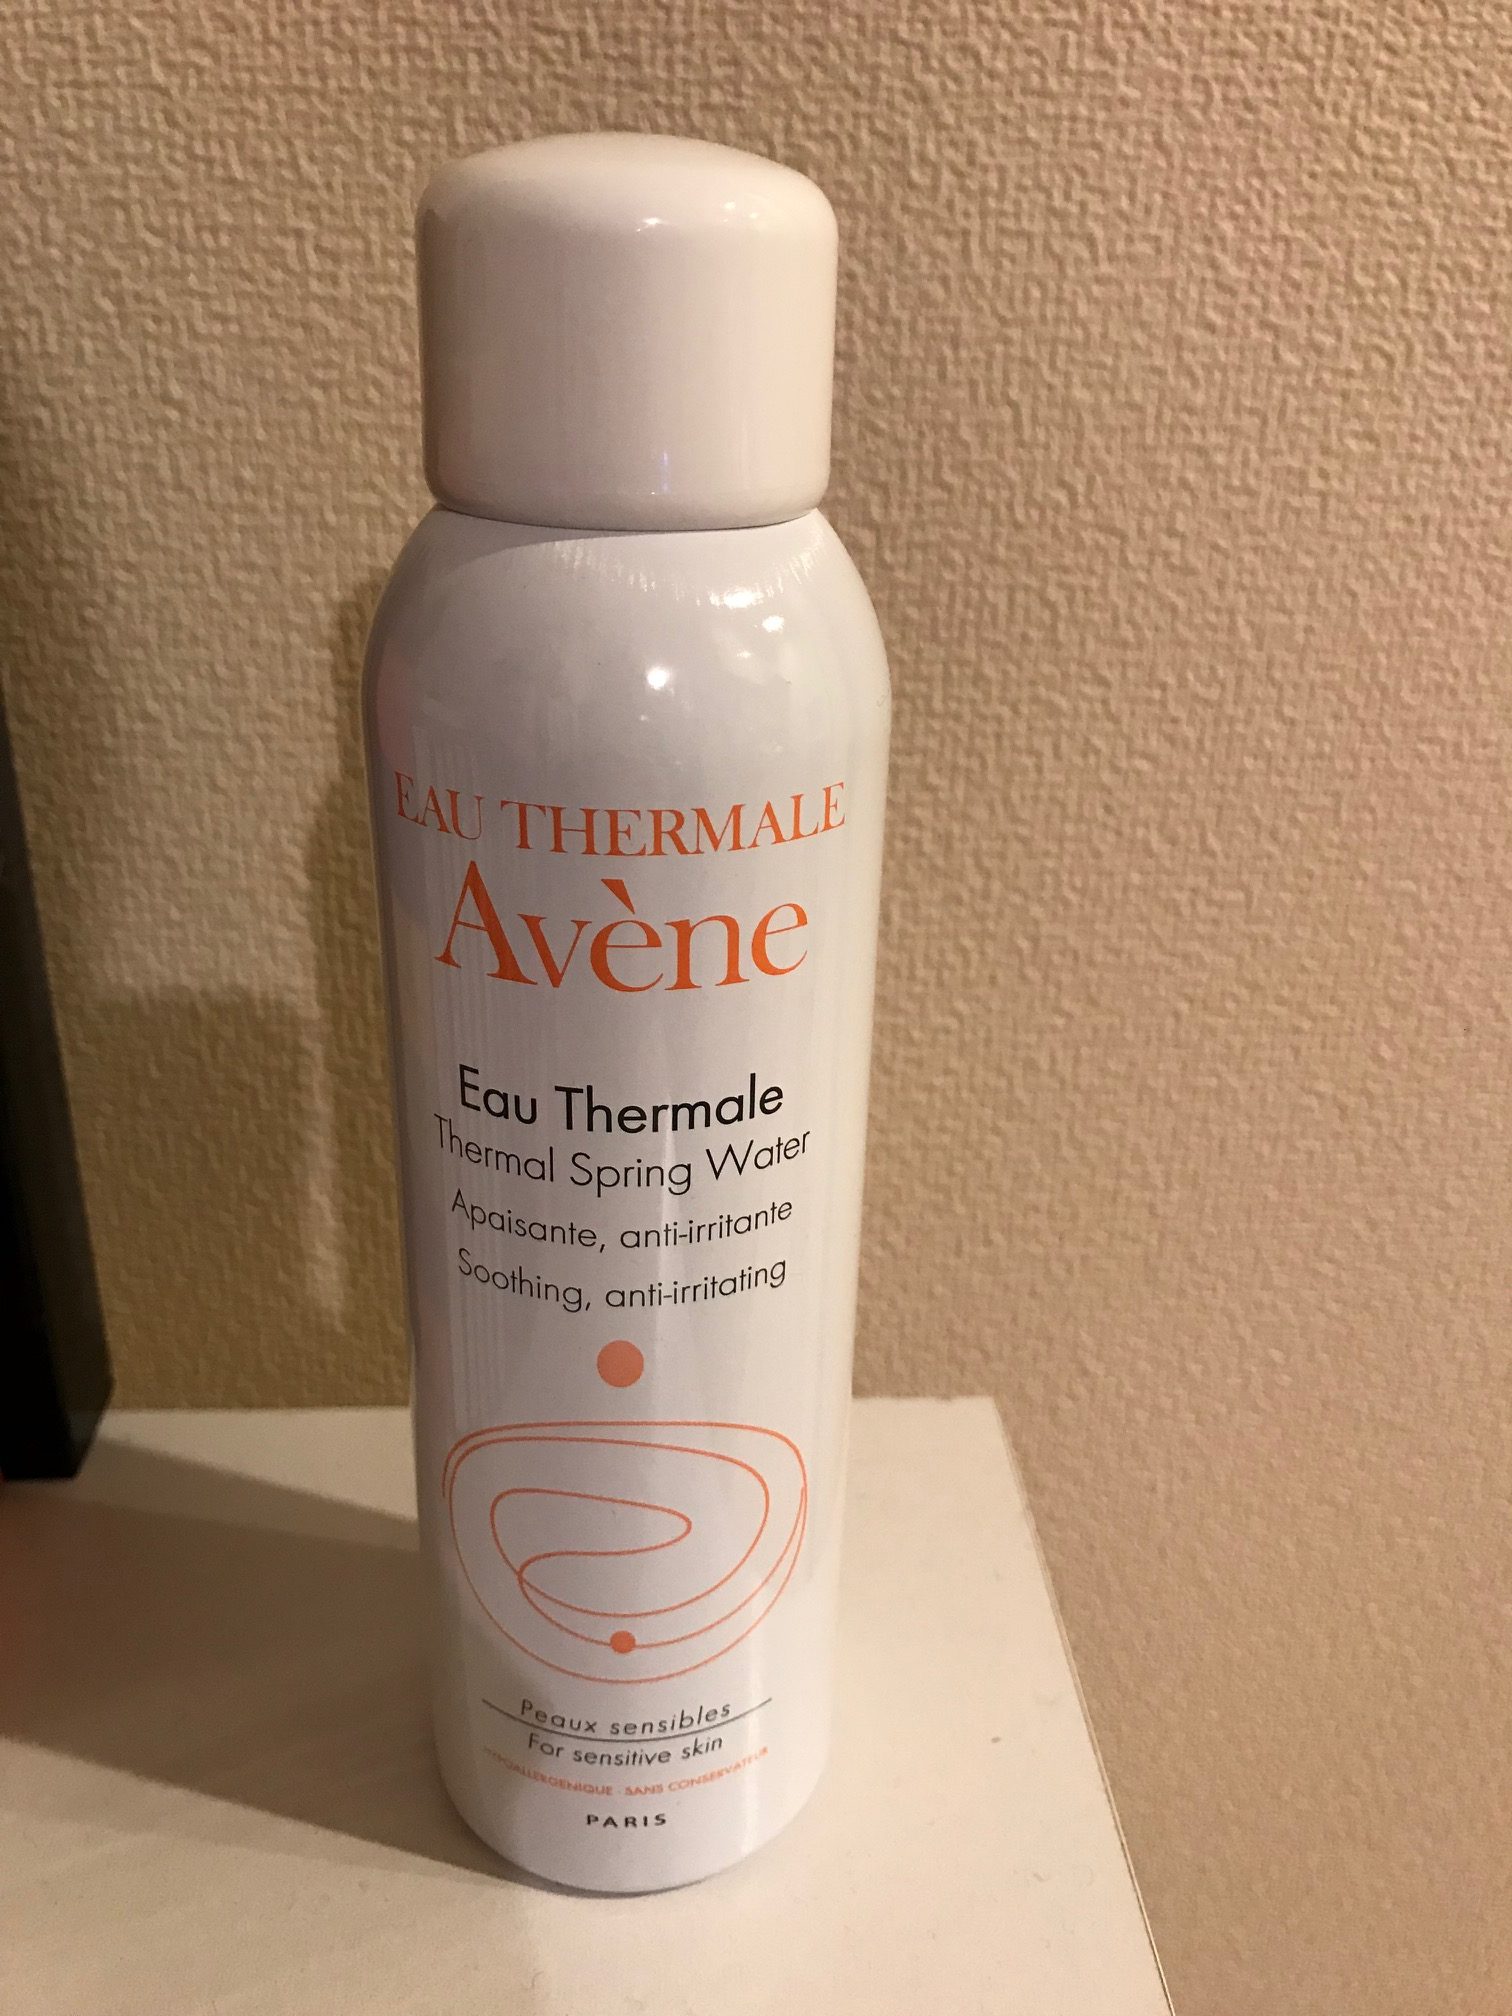 EAU THERMALE
Avène
Eau Thermale
Thermal Spring Water
Apaisante, anti-irritante
Soothing, anti-irritating
Peaux sensibles
For sensitive skin
HYPOALLERGENIQUE - SANS CONSERVATEUR
PARIS